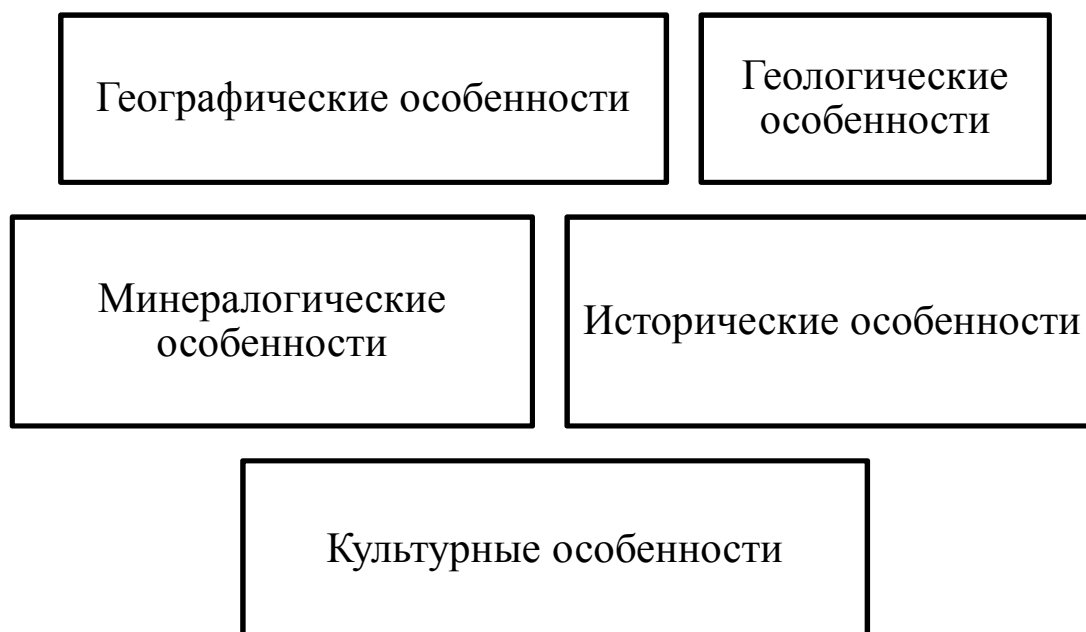 Географические особенности
Геологические
особенности
Минералогические
особенности
Исторические особенности
Культурные особенности